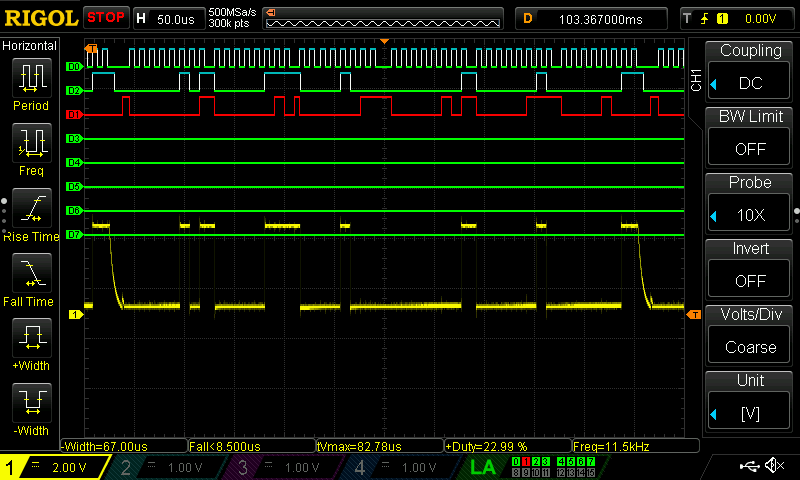 RIGOL STOP H 50.0us 500MSa/s 300k pts D 103.367000ms T 1 0.00V
Horizontal
Period
Freq
Rise Time
Fall Time
+Width
-Width
T
D0
D2
D1
D3
D4
D5
D6
D7
1
T
CH1
Coupling
DC
BW Limit
OFF
Probe
10X
Invert
OFF
Volts/Div
Coarse
Unit
[V]
-Width=67.00us Fall<8.500us tVmax=82.78us +Duty=22.99 % Freq=11.5kHz
1 2.00 V 2 1.00 V 3 1.00 V 4 1.00 V LA 0 1 2 3 4 5 6 7
8 9 10 11 12 13 14 15